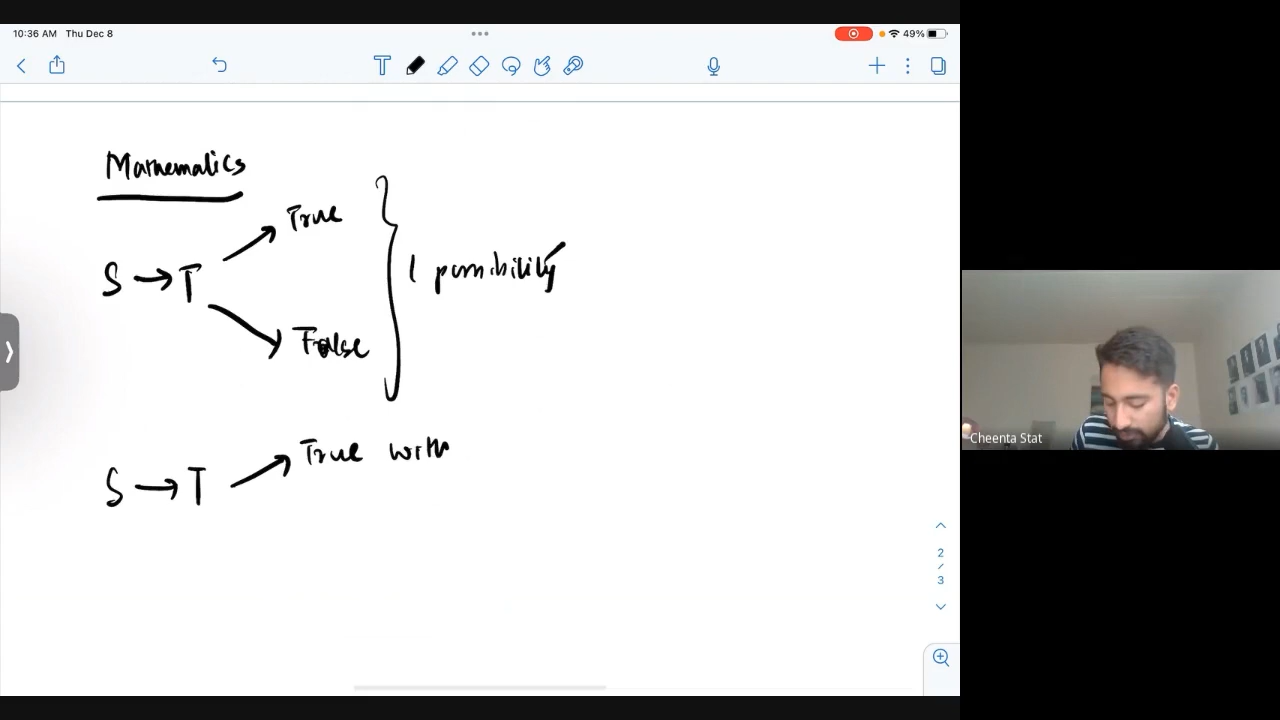 10:36 AM Thu Dec 8
49%
Mathematics
True
S → T
1 possibility
False
True with
S → T
2
3
Cheenta Stat